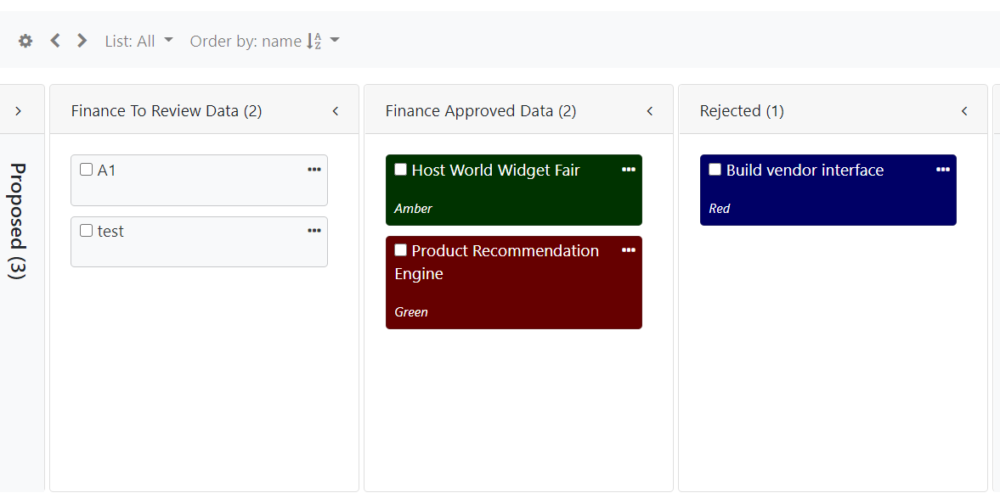 List: All
Order by: name
Proposed (3)
Finance To Review Data (2)
A1
test
Finance Approved Data (2)
Host World Widget Fair
Amber
Product Recommendation
Engine
Green
Rejected (1)
Build vendor interface
Red